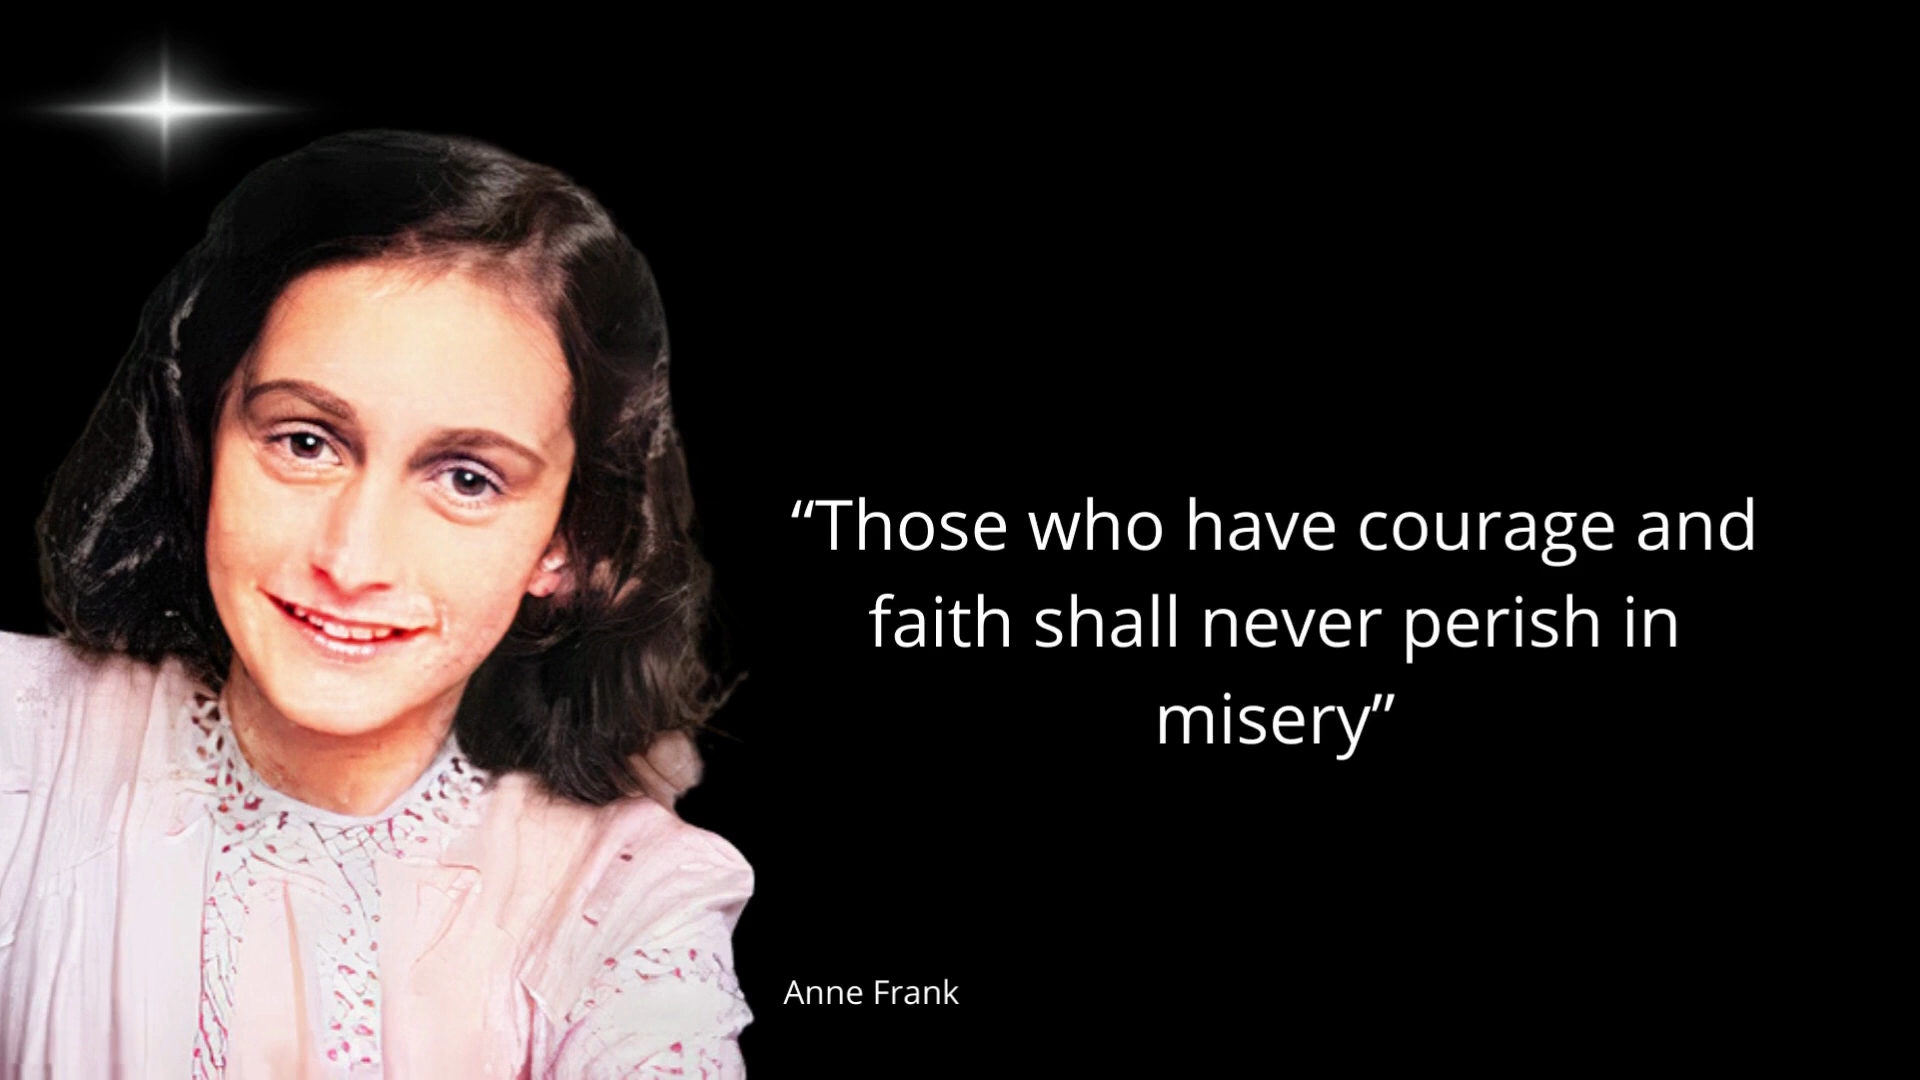 “Those who have courage and
faith shall never perish in
misery”
Anne Frank